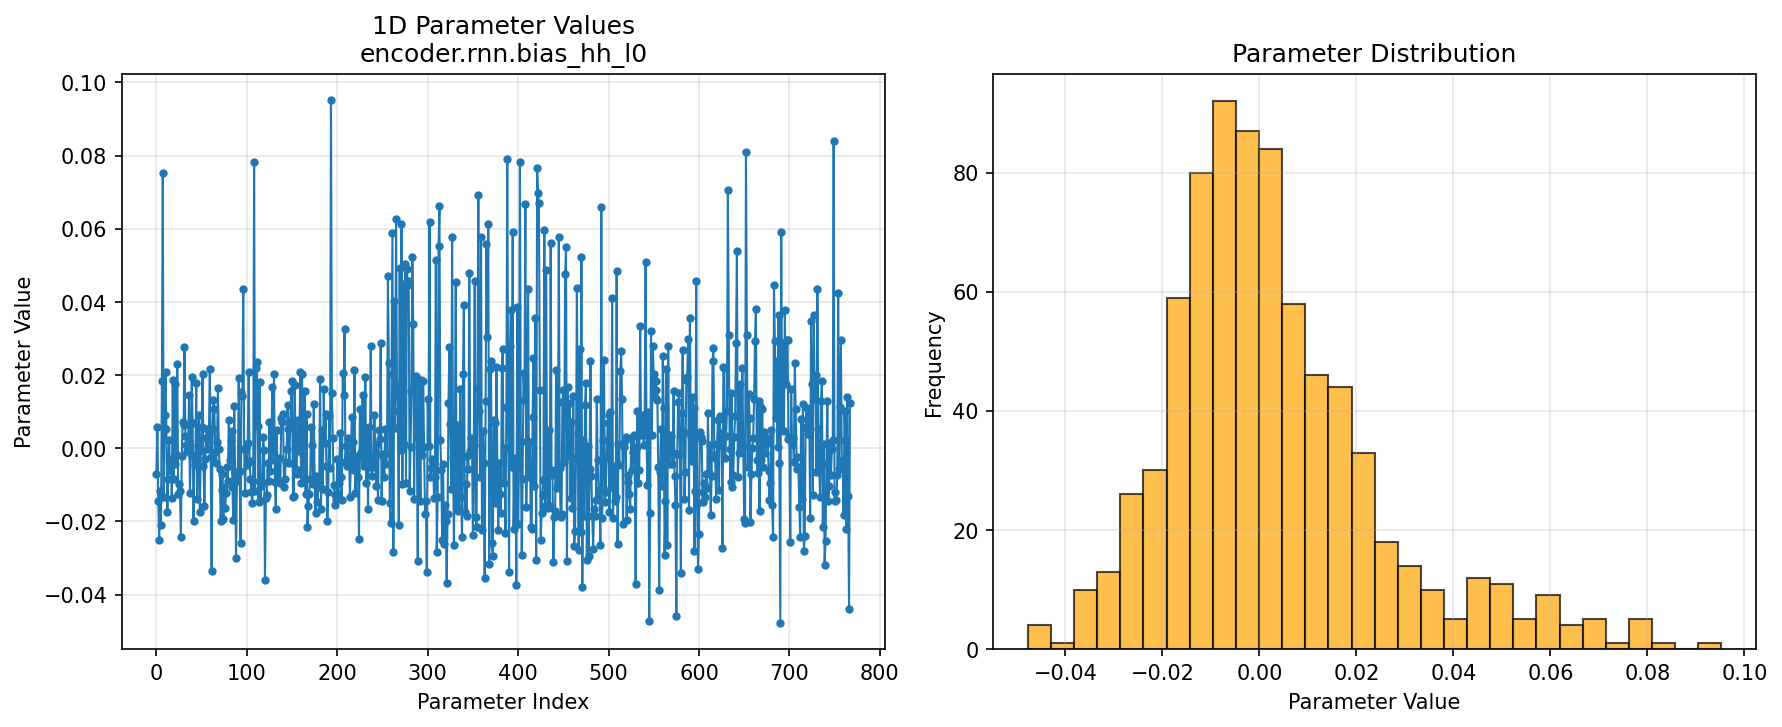 1D Parameter Values
encoder.rnn.bias_hh_l0
Parameter Value
0.10
0.08
0.06
0.04
0.02
0.00
−0.02
−0.04
0 100 200 300 400 500 600 700 800
Parameter Index
Parameter Distribution
Frequency
80
60
40
20
0
−0.04 −0.02 0.00 0.02 0.04 0.06 0.08 0.10
Parameter Value